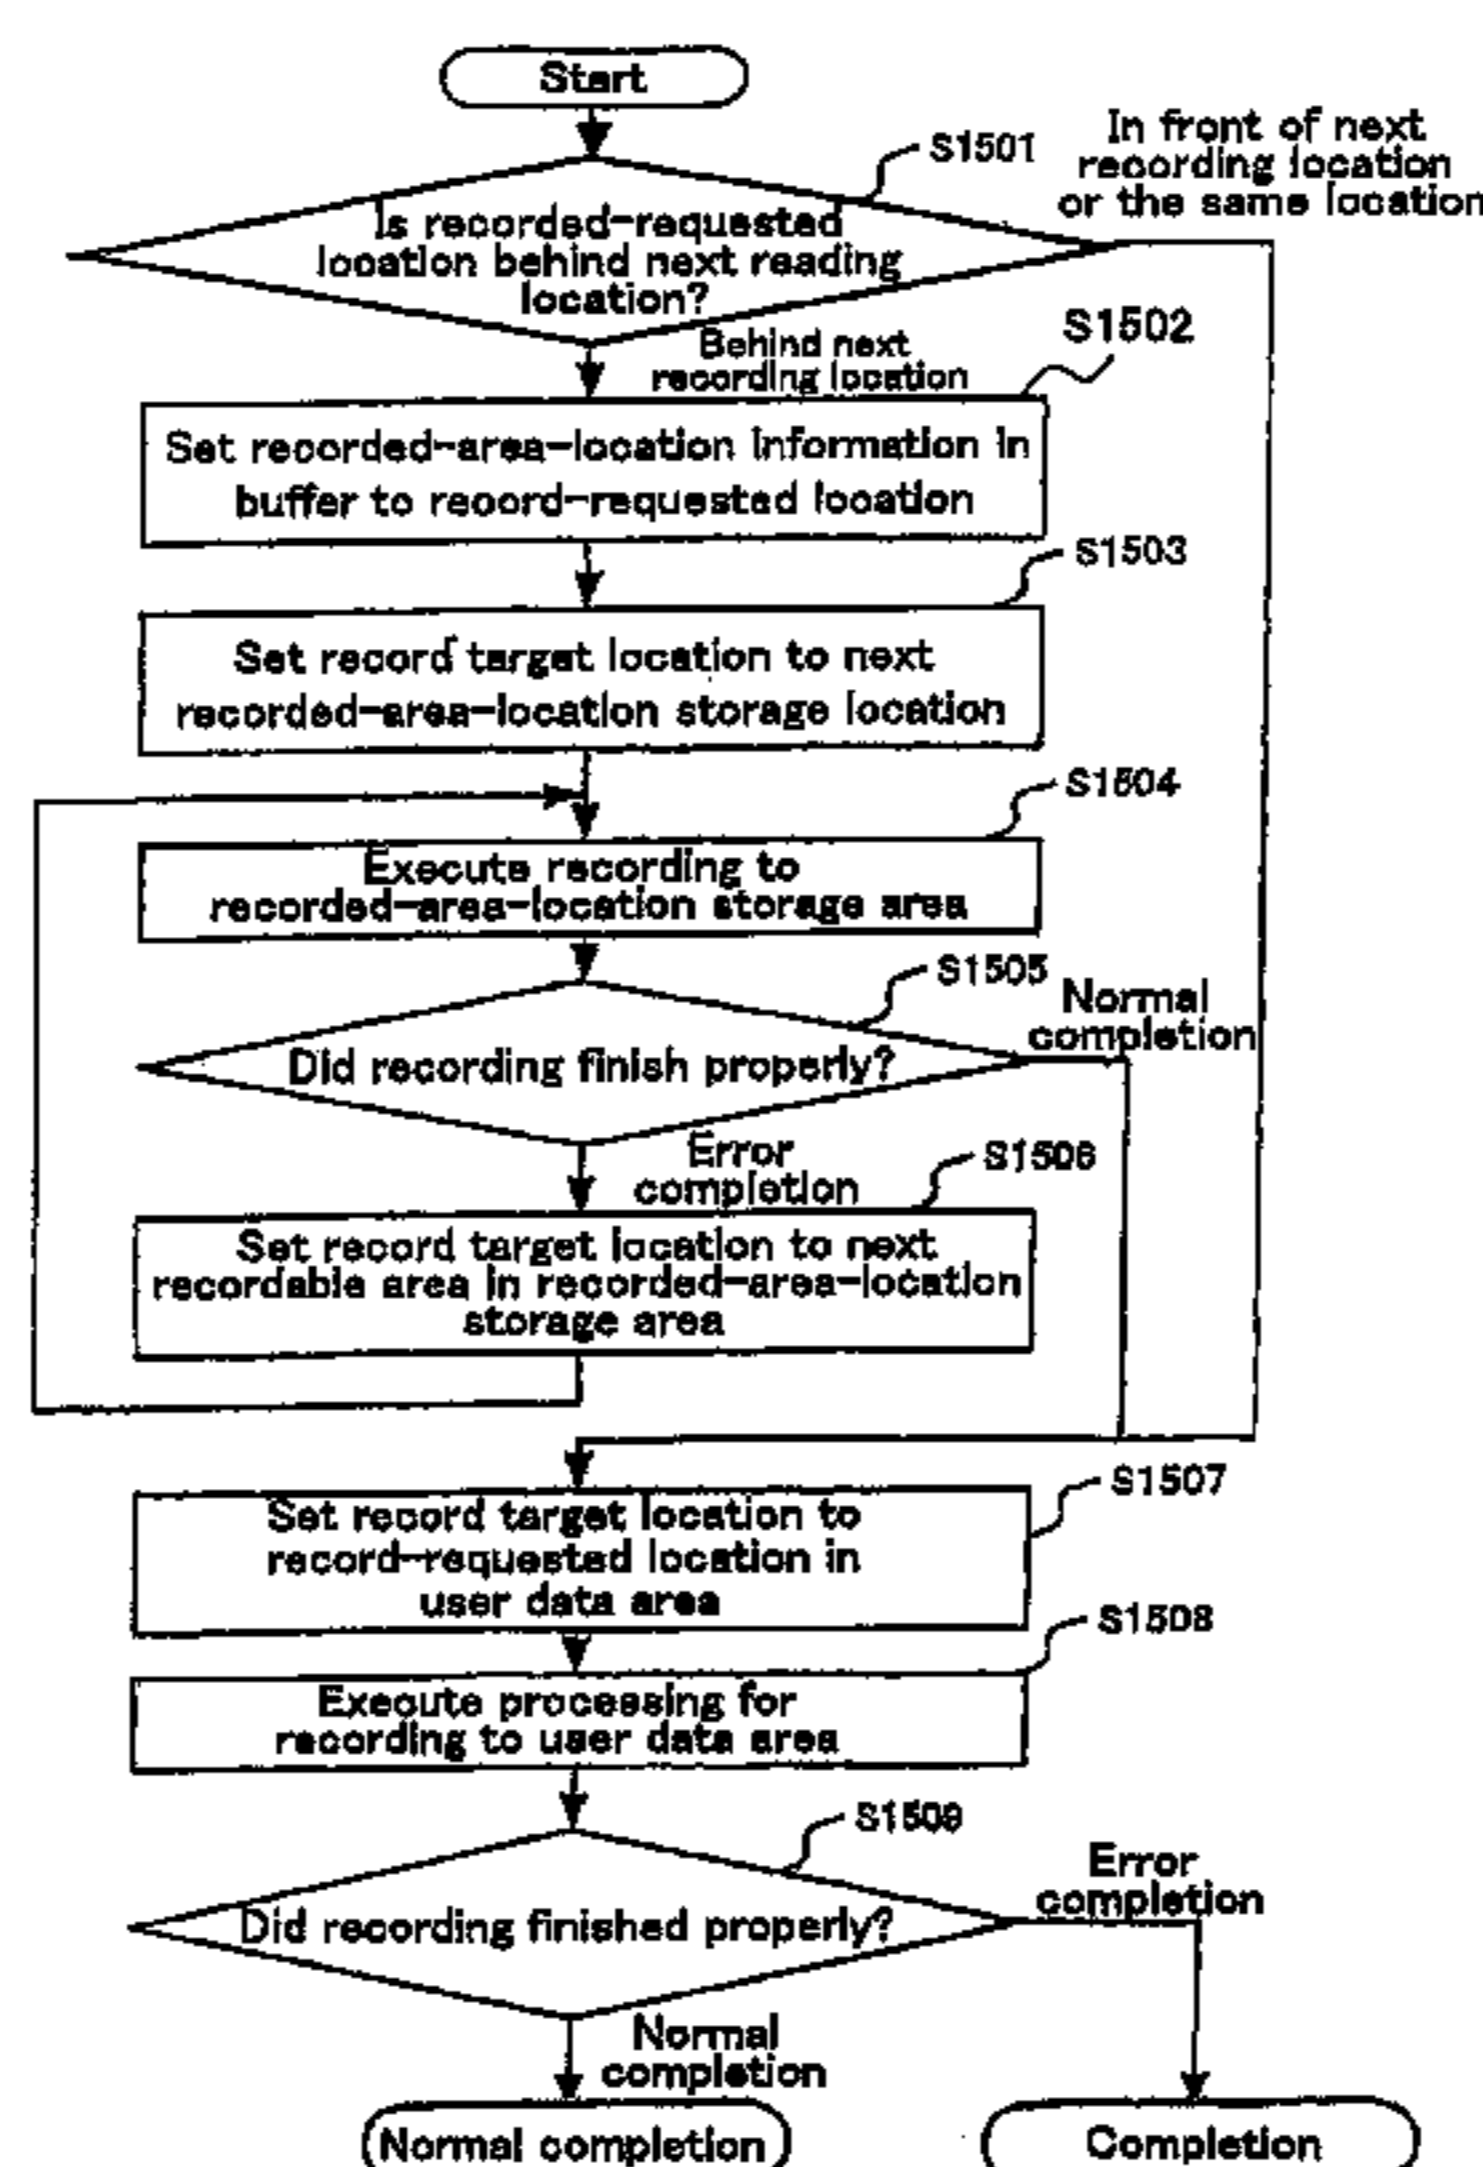 Start
S1501
In front of next
recording location
or the same location
Is recorded-requested
location behind next reading
location?
Behind next
recording location
S1502
Set recorded-area-location information in
buffer to record-requested location
S1503
Set record target location to next
recorded-area-location storage location
S1504
Execute recording to
recorded-area-location storage area
S1505
Normal
completion
Did recording finish properly?
Error
completion
S1506
Set record target location to next
recordable area in recorded-area-location
storage area
S1507
Set record target location to
record-requested location in
user data area
S1508
Execute processing for
recording to user data area
S1509
Error
completion
Did recording finished properly?
Normal
completion
Normal completion
Completion